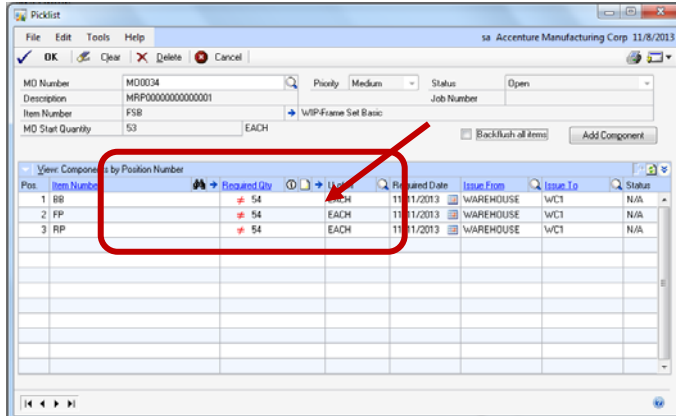 Picklist
File Edit Tools Help sa Accenture Manufacturing Corp 11/8/2013
OK Clear Delete Cancel
MO Number MO0034 Priority Medium Status Open
Description MRP00000000000001 Job Number
Item Number FSB WIP-Frame Set Basic
MO Start Quantity 53 EACH Backflush all items Add Component
View: Components by Position Number
Pos. Item Number Required Qty Required Date Issue From Issue To Status
1 BB ≠ 54 EACH 11/11/2013 WAREHOUSE WC1 N/A
2 FP ≠ 54 EACH 11/11/2013 WAREHOUSE WC1 N/A
3 RP ≠ 54 EACH 11/11/2013 WAREHOUSE WC1 N/A